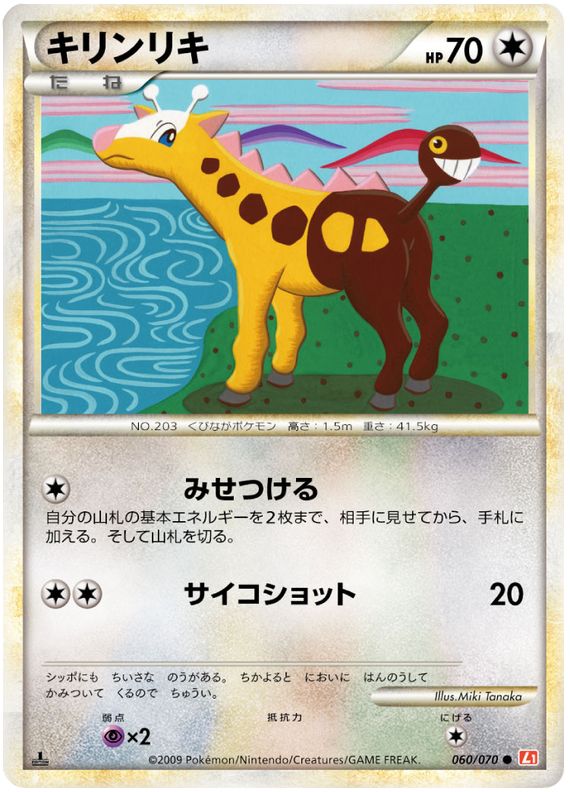 キリンリキ HP70
たね
NO.203 くびながポケモン 高さ：1.5m 重さ：41.5kg
みせつける
自分の山札の基本エネルギーを2枚まで、相手に見せてから、手札に
加える。そして山札を切る。
サイコショット 20
シッポにも ちいさな のうがある。ちかよると においに はんのうして
かみついて くるので ちゅうい。
Illus.Miki Tanaka
弱点 抵抗力 にげる
×2
1 EDITION ©2009 Pokémon/Nintendo/Creatures/GAME FREAK. 060/070 ● L1